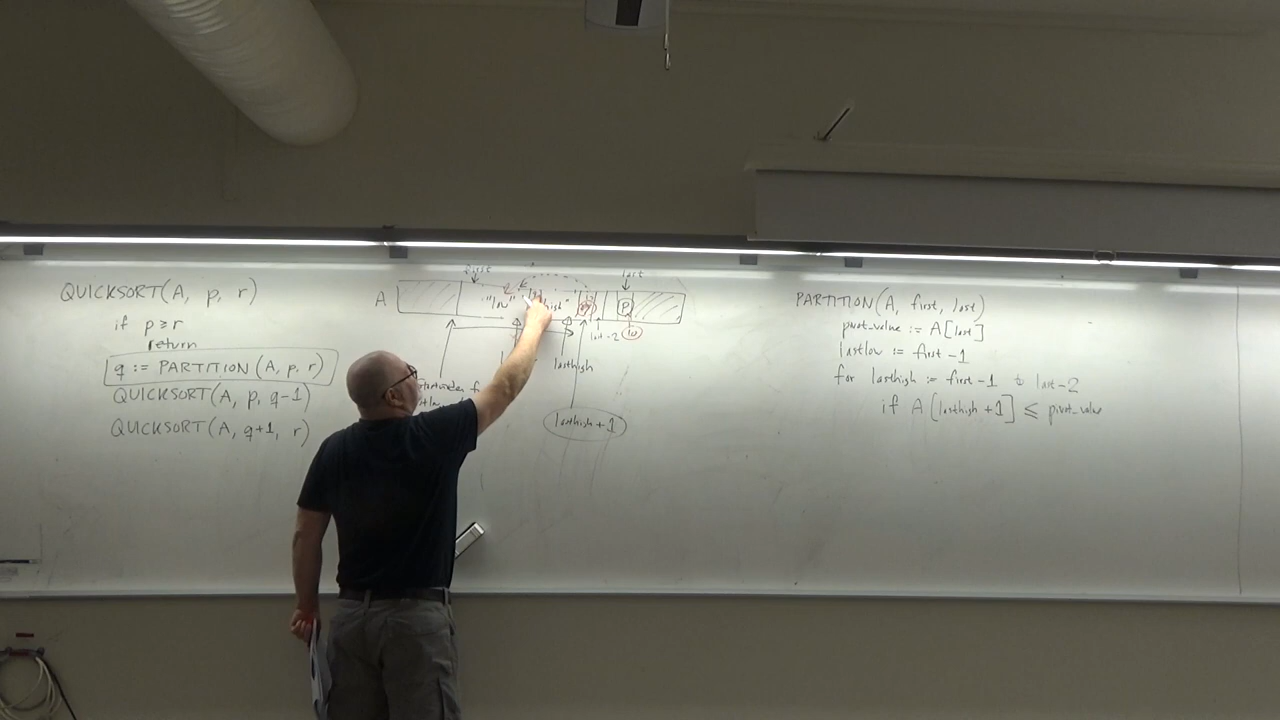 QUICKSORT(A, p, r)
if p ≥ r
return
q := PARTITION(A, p, r)
QUICKSORT(A, p, q-1)
QUICKSORT(A, q+1, r)
first
last
A
"low"
P
10
last-2
lasthigh
lasthigh + 1
PARTITION(A, first, last)
pivot_value := A[last]
lastlow := first - 1
for lasthigh := first-1 to last-2
if A[lasthigh+1] ≤ pivot_value